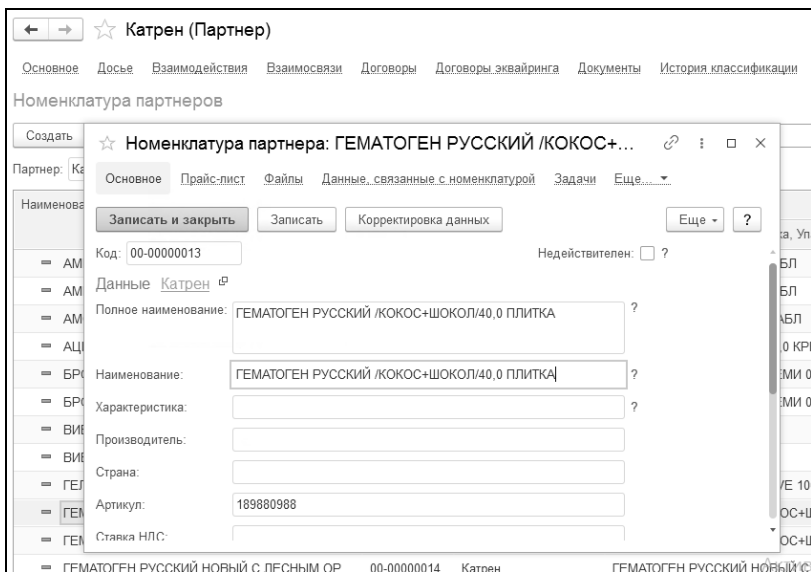 Катрен (Партнер)
Основное Досье Взаимодействия Взаимосвязи Договоры Договоры эквайринга Документы История классификации
Номенклатура партнеров
Создать
Партнер:
Номенклатура партнера: ГЕМАТОГЕН РУССКИЙ /КОКОС+...
Основное Прайс-лист Файлы Данные, связанные с номенклатурой Задачи Еще...
Записать и закрыть Записать Корректировка данных Еще ?
Код: 00-00000013 Недействителен: ?
Данные Катрен
Полное наименование: ГЕМАТОГЕН РУССКИЙ /КОКОС+ШОКОЛ/40,0 ПЛИТКА ?
Наименование: ГЕМАТОГЕН РУССКИЙ /КОКОС+ШОКОЛ/40,0 ПЛИТКА ?
Характеристика: ?
Производитель:
Страна:
Артикул: 189880988
Ставка НДС:
ГЕМАТОГЕН РУССКИЙ НОВЫЙ С ЛЕСНЫМ ОР... 00-00000014 Катрен ГЕМАТОГЕН РУССКИЙ НОВЫЙ С